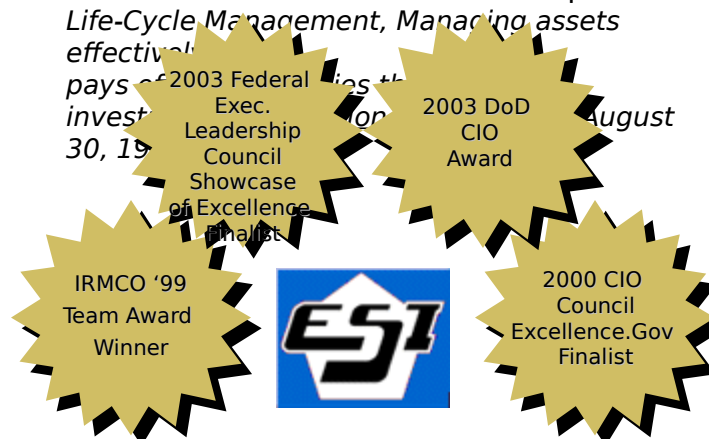 Life-Cycle Management, Managing assets
effectively
pays
invest
August
30, 19
2003 Federal
Exec.
Leadership
Council
Showcase
of Excellence
Finalist
2003 DoD
CIO
Award
IRMCO ‘99
Team Award
Winner
ESI
2000 CIO
Council
Excellence.Gov
Finalist